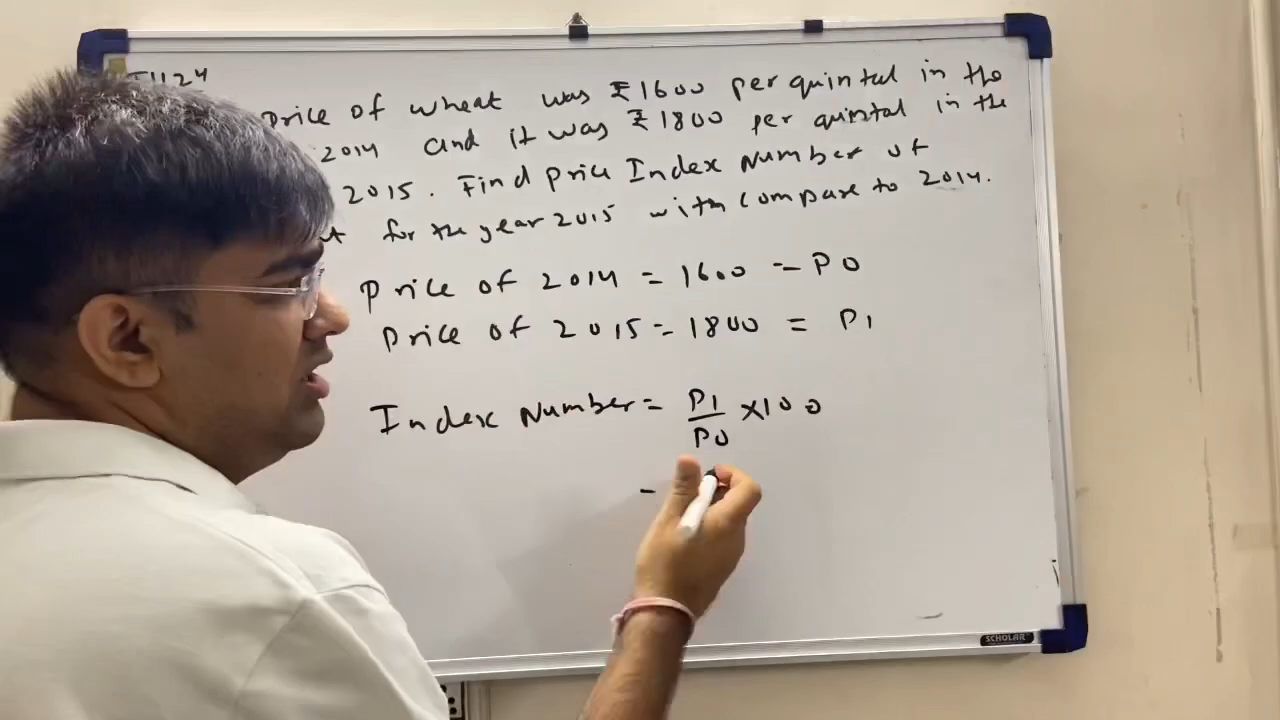 Price of wheat was ₹1600 per quintal in the
2014 and it was ₹1800 per quintal in the
2015. Find price Index Number of
for the year 2015 with compare to 2014.
Price of 2014 = 1600 = P0
Price of 2015 = 1800 = P1
Index Number = P1/P0 ×100
=
SCHOLAR